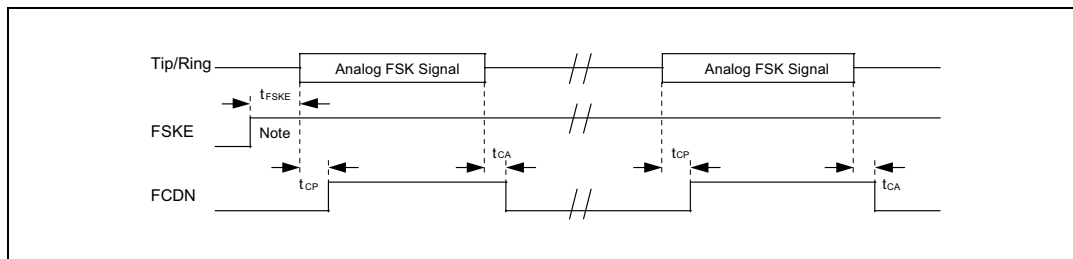 Tip/Ring
Analog FSK Signal
Analog FSK Signal
tFSKE
FSKE
Note
tCP
tCA
tCP
tCA
FCDN